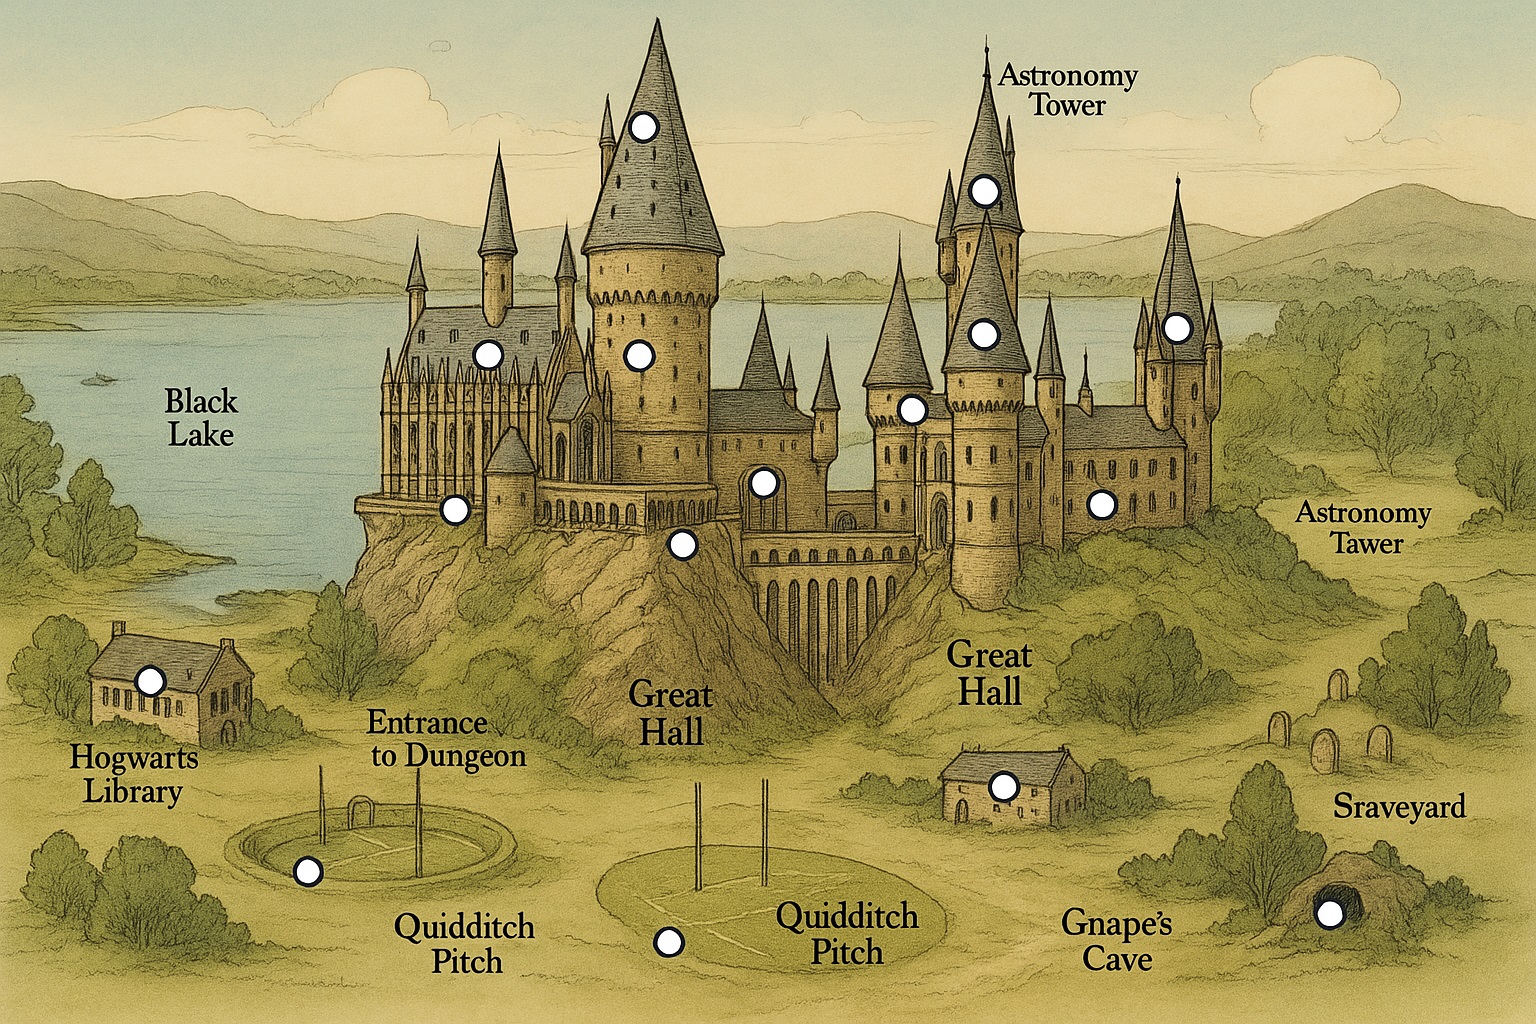 Astronomy
Tower
Black
Lake
Astronomy
Tawer
Great
Hall
Great
Hall
Entrance
to Dungeon
Hogwarts
Library
Sraveyard
Quidditch
Pitch
Quidditch
Pitch
Gnape's
Cave